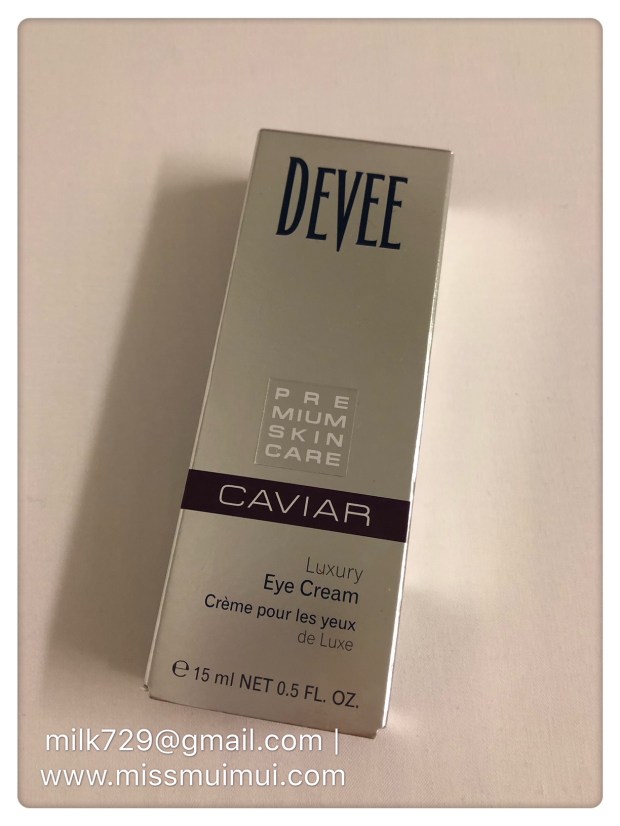 DEVEE
PRE
MIUM
SKIN
CARE
CAVIAR
Luxury
Eye Cream
Crème pour les yeux
de Luxe
℮ 15 ml NET 0.5 FL. OZ.
milk729@gmail.com |
www.missmuimui.com